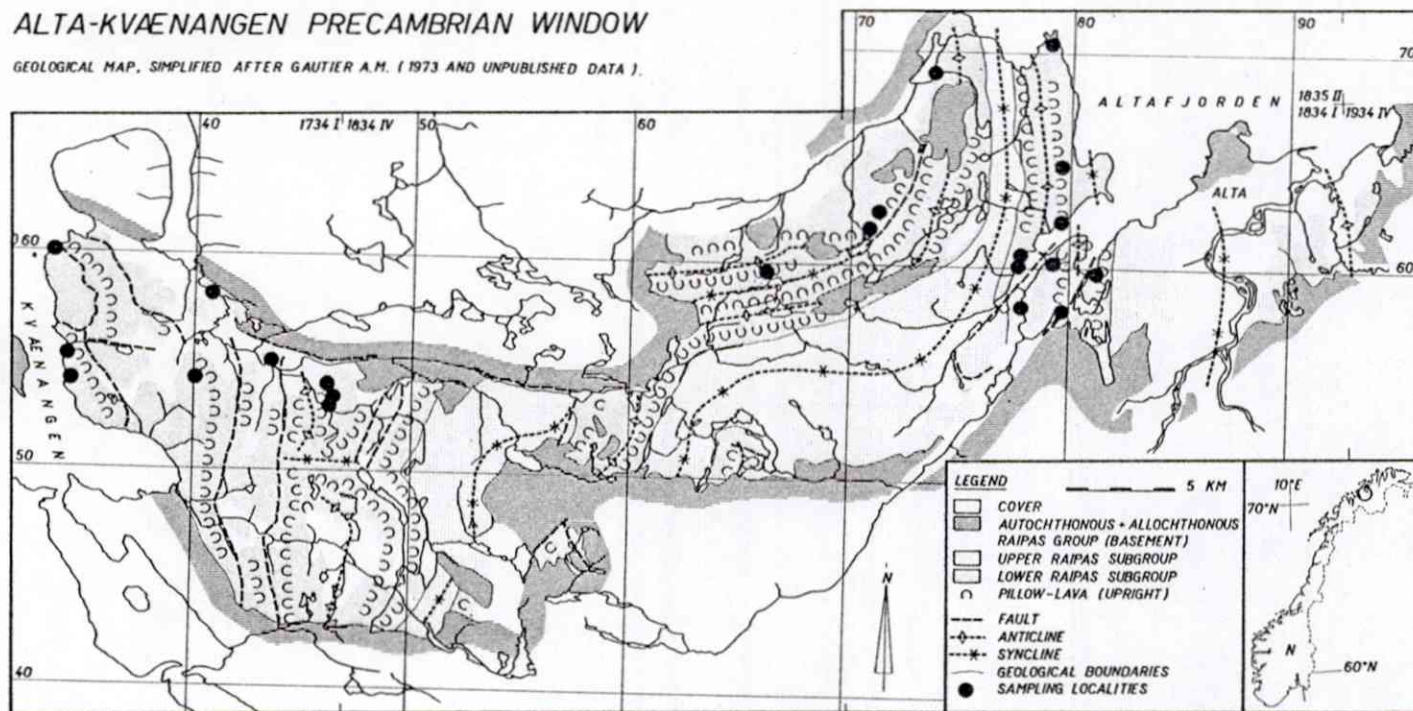 ALTA-KVÆNANGEN PRECAMBRIAN WINDOW
GEOLOGICAL MAP, SIMPLIFIED AFTER GAUTIER A.M. ( 1973 AND UNPUBLISHED DATA ).
70 80 90
70
ALTAFJORDEN
1835 II
1834 I 1934 IV
40 1734 I 1834 IV 50 60
ALTA
60
60
KVÆNANGEN
50
40
N
LEGEND
5 KM
COVER
AUTOCHTHONOUS + ALLOCHTHONOUS
RAIPAS GROUP (BASEMENT)
UPPER RAIPAS SUBGROUP
LOWER RAIPAS SUBGROUP
PILLOW-LAVA (UPRIGHT)
FAULT
ANTICLINE
SYNCLINE
GEOLOGICAL BOUNDARIES
SAMPLING LOCALITIES
10°E
70°N
N
60°N